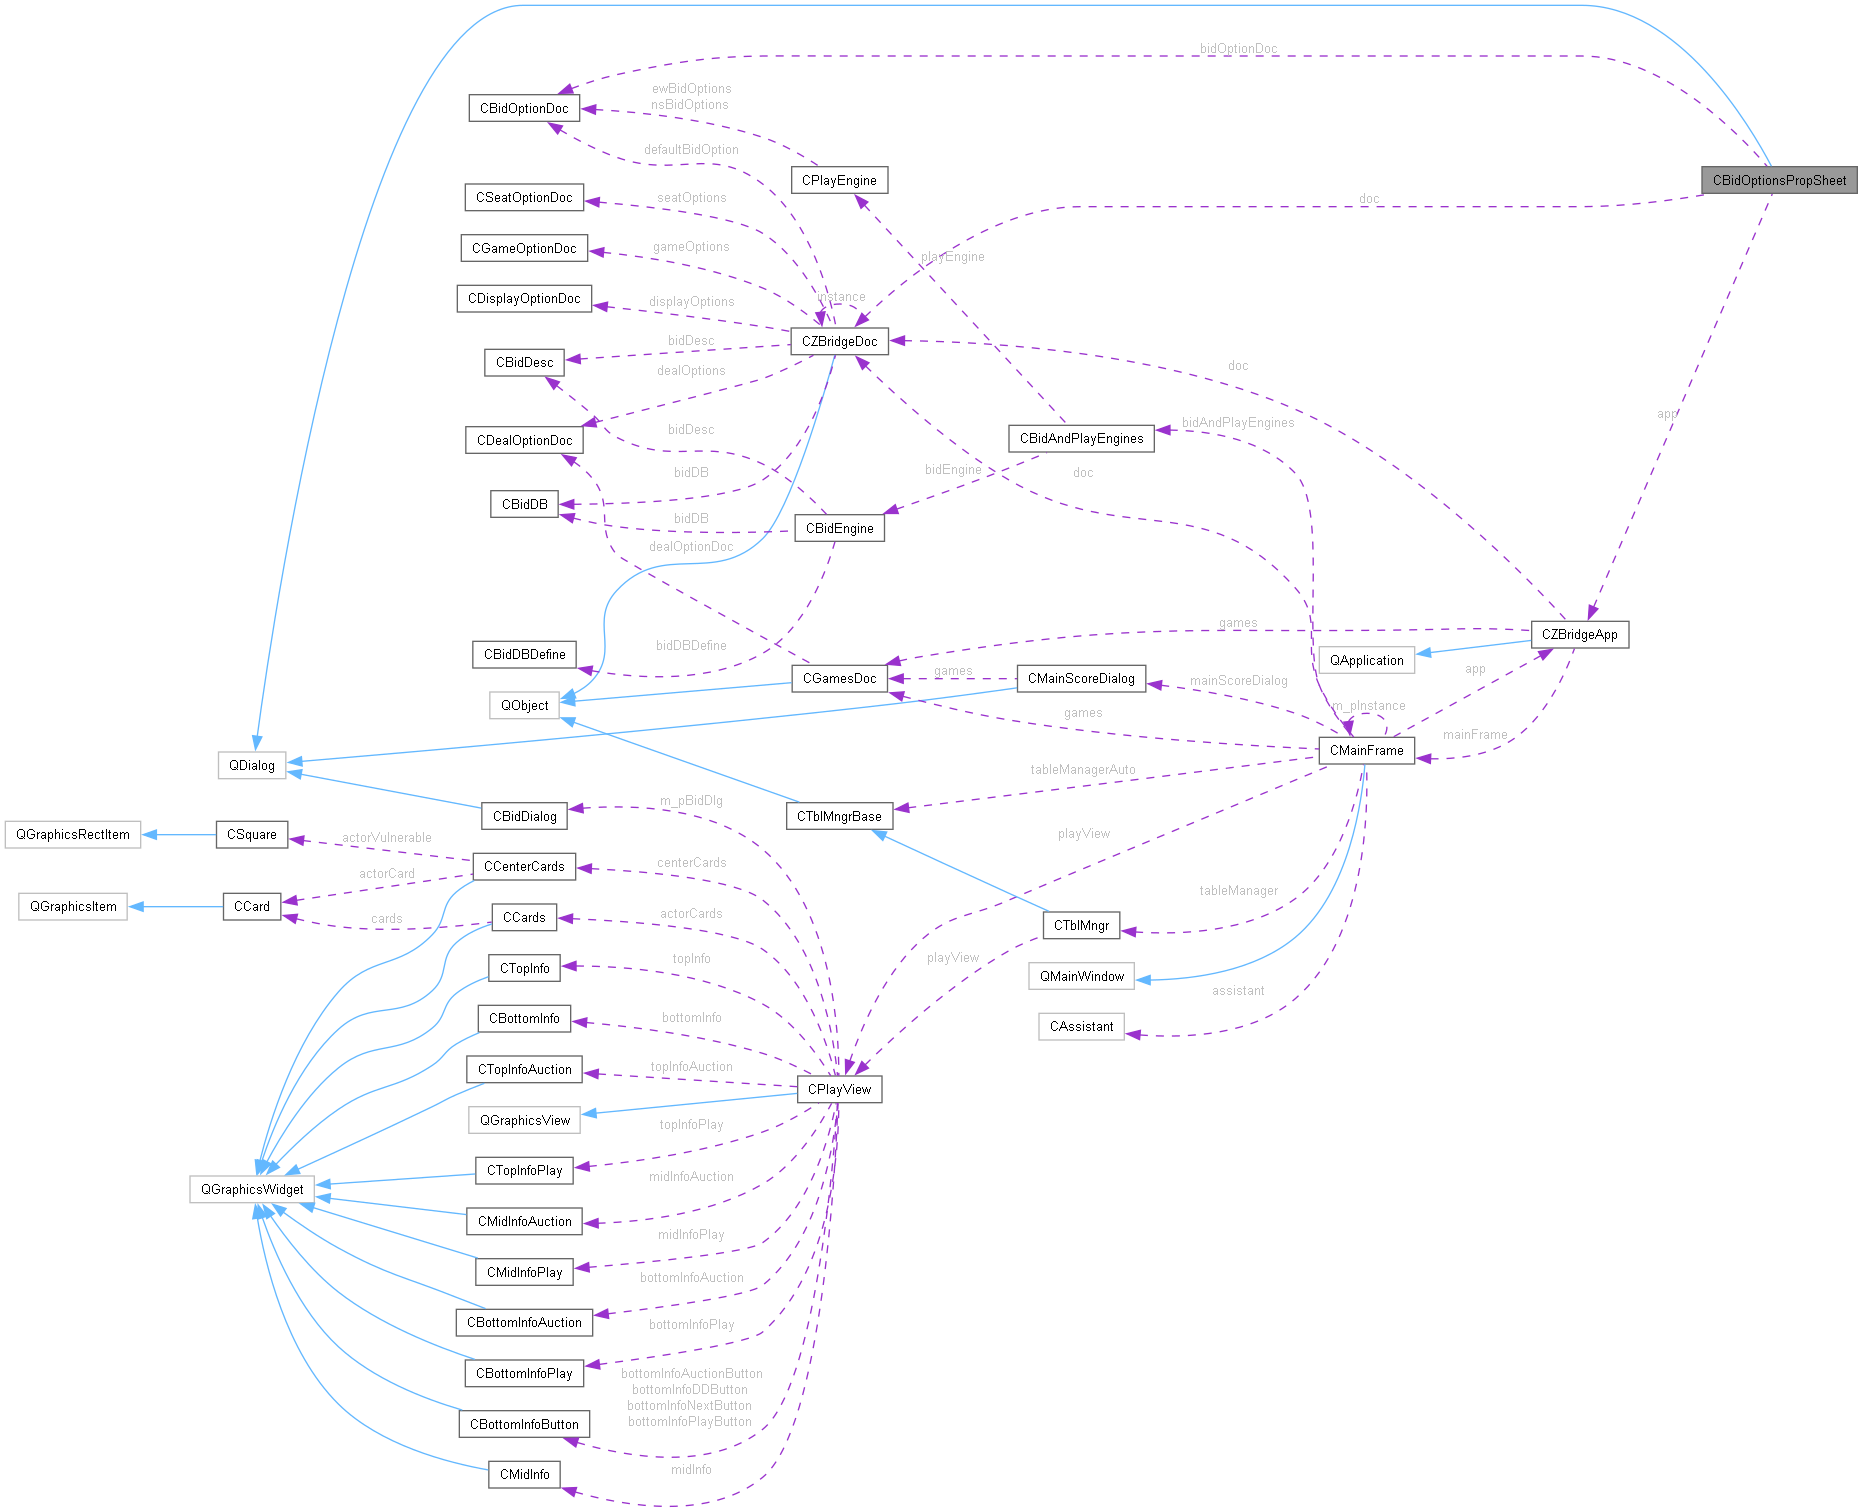 bidOptionDoc
ewBidOptions
nsBidOptions
CBidOptionDoc
defaultBidOption
CPlayEngine
CBidOptionsPropSheet
CSeatOptionDoc
seatOptions
doc
CGameOptionDoc
gameOptions
playEngine
CDisplayOptionDoc
displayOptions
instance
CZBridgeDoc
bidDesc
CBidDesc
dealOptions
doc
app
bidAndPlayEngines
bidDesc
CDealOptionDoc
CBidAndPlayEngines
bidDB
bidEngine
doc
CBidDB
bidDB
CBidEngine
dealOptionDoc
games
CZBridgeApp
bidDBDefine
CBidDBDefine
QApplication
games
app
CGamesDoc
CMainScoreDialog
mainScoreDialog
QObject
m_pInstance
games
mainFrame
CMainFrame
QDialog
tableManagerAuto
m_pBidDlg
CBidDialog
CTblMngrBase
QGraphicsRectItem
CSquare
actorVulnerable
playView
centerCards
CCenterCards
actorCard
tableManager
QGraphicsItem
CCard
cards
CCards
actorCards
CTblMngr
topInfo
playView
CTopInfo
QMainWindow
assistant
bottomInfo
CBottomInfo
CAssistant
topInfoAuction
CTopInfoAuction
CPlayView
QGraphicsView
topInfoPlay
CTopInfoPlay
midInfoAuction
QGraphicsWidget
CMidInfoAuction
midInfoPlay
CMidInfoPlay
bottomInfoAuction
CBottomInfoAuction
bottomInfoPlay
CBottomInfoPlay
bottomInfoAuctionButton
bottomInfoDDButton
bottomInfoNextButton
bottomInfoPlayButton
CBottomInfoButton
midInfo
CMidInfo